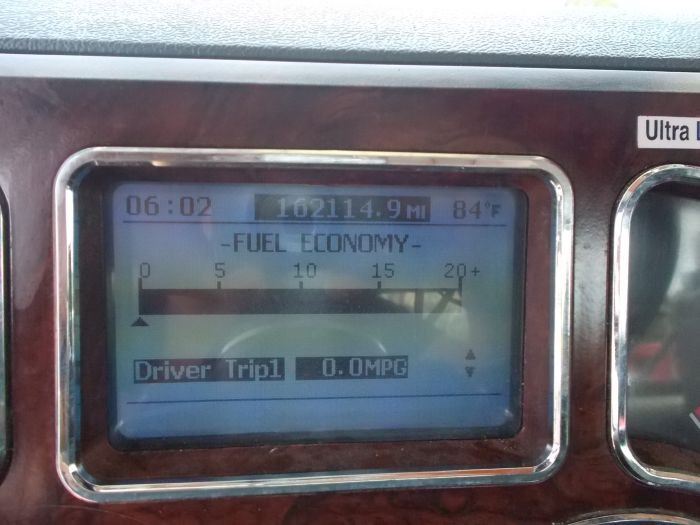 Ultra
06:02 162114.9MI 84°F
-FUEL ECONOMY-
0 5 10 15 20+
Driver Trip1 0.0MPG